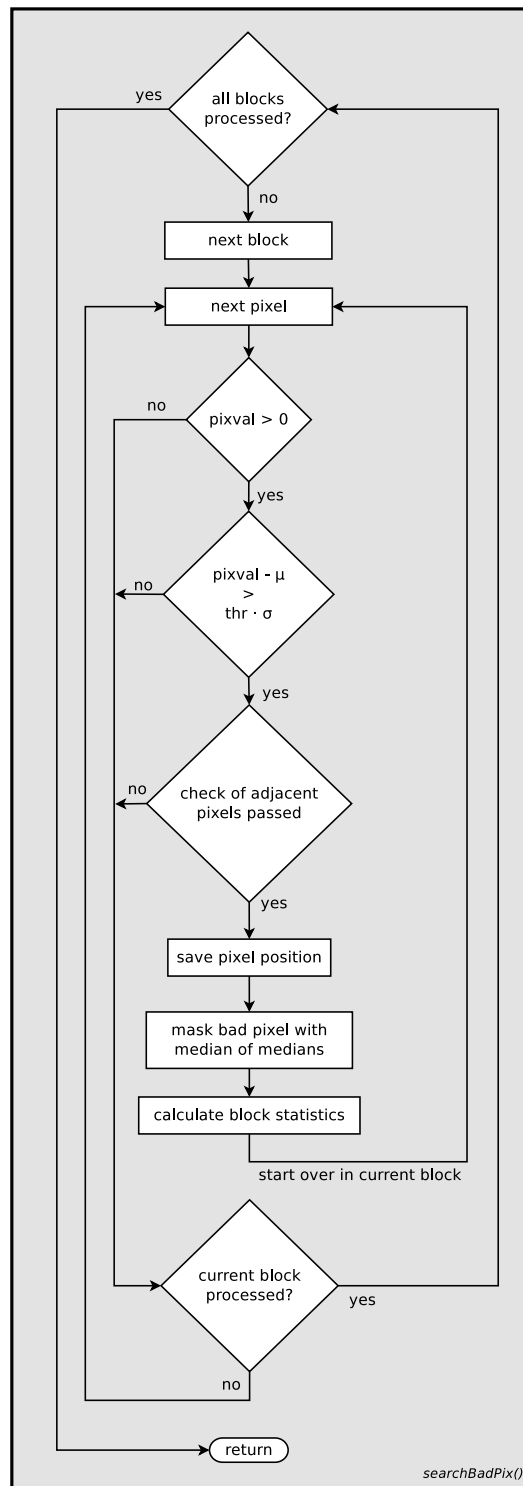 all blocks
processed?
yes
no
next block
next pixel
no
pixval > 0
yes
pixval - μ
>
thr · σ
no
yes
no
check of adjacent
pixels passed
yes
save pixel position
mask bad pixel with
median of medians
calculate block statistics
start over in current block
current block
processed?
yes
no
return
searchBadPix()